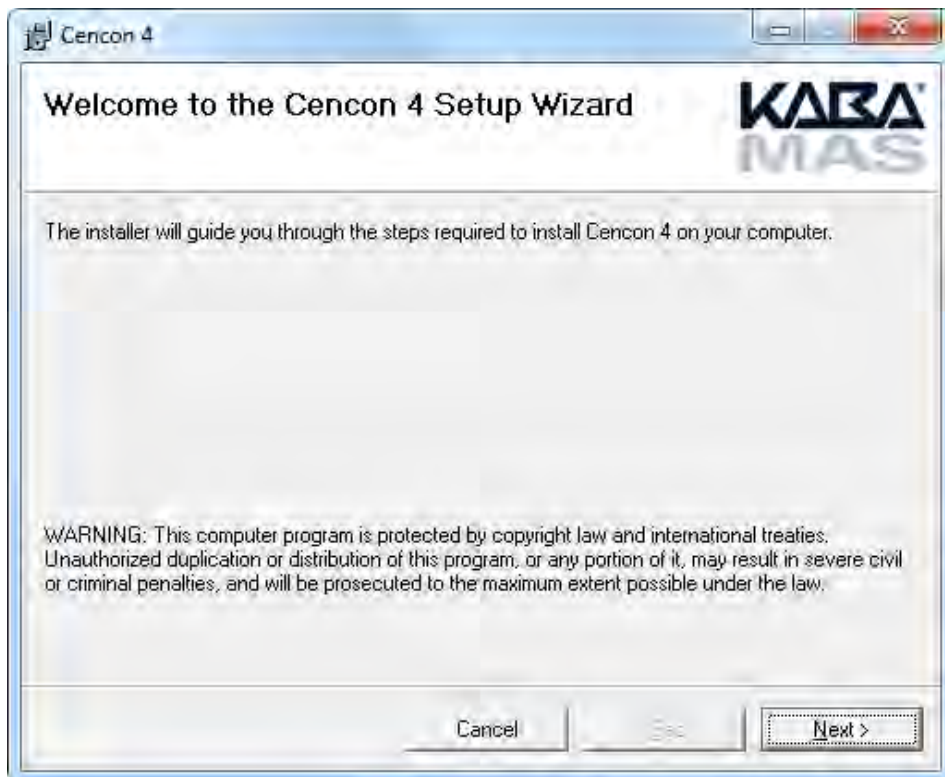 Cencon 4
Welcome to the Cencon 4 Setup Wizard
KABA
MAS
The installer will guide you through the steps required to install Cencon 4 on your computer.
WARNING: This computer program is protected by copyright law and international treaties.
Unauthorized duplication or distribution of this program, or any portion of it, may result in severe civil
or criminal penalties, and will be prosecuted to the maximum extent possible under the law.
Cancel
Next >